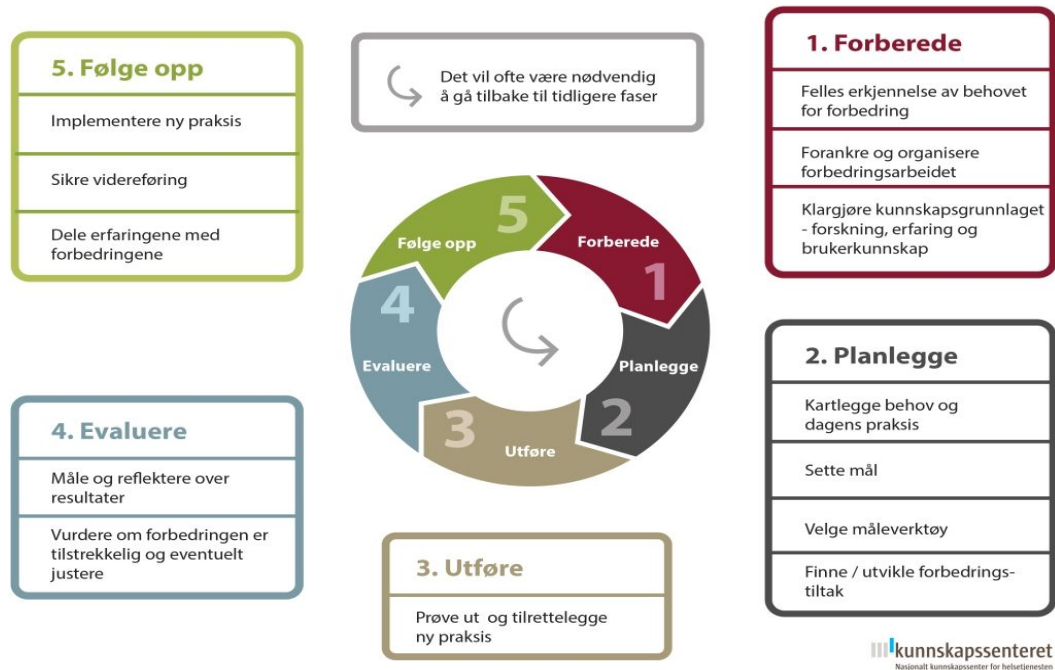 5. Følge opp
Implementere ny praksis
Sikre videreføring
Dele erfaringene med
forbedringene
Det vil ofte være nødvendig
å gå tilbake til tidligere faser
1. Forberede
Felles erkjennelse av behovet
for forbedring
Forankre og organisere
forbedringsarbeidet
Klargjøre kunnskapsgrunnlaget
- forskning, erfaring og
brukerkunnskap
5
Følge opp
Forberede
1
4
Evaluere
Planlegge
2
3
Utføre
2. Planlegge
Kartlegge behov og
dagens praksis
Sette mål
Velge måleverktøy
Finne / utvikle forbedrings-
tiltak
4. Evaluere
Måle og reflektere over
resultater
Vurdere om forbedringen er
tilstrekkelig og eventuelt
justere
3. Utføre
Prøve ut og tilrettelegge
ny praksis
kunnskapssenteret
Nasjonalt kunnskapssenter for helsetjenesten